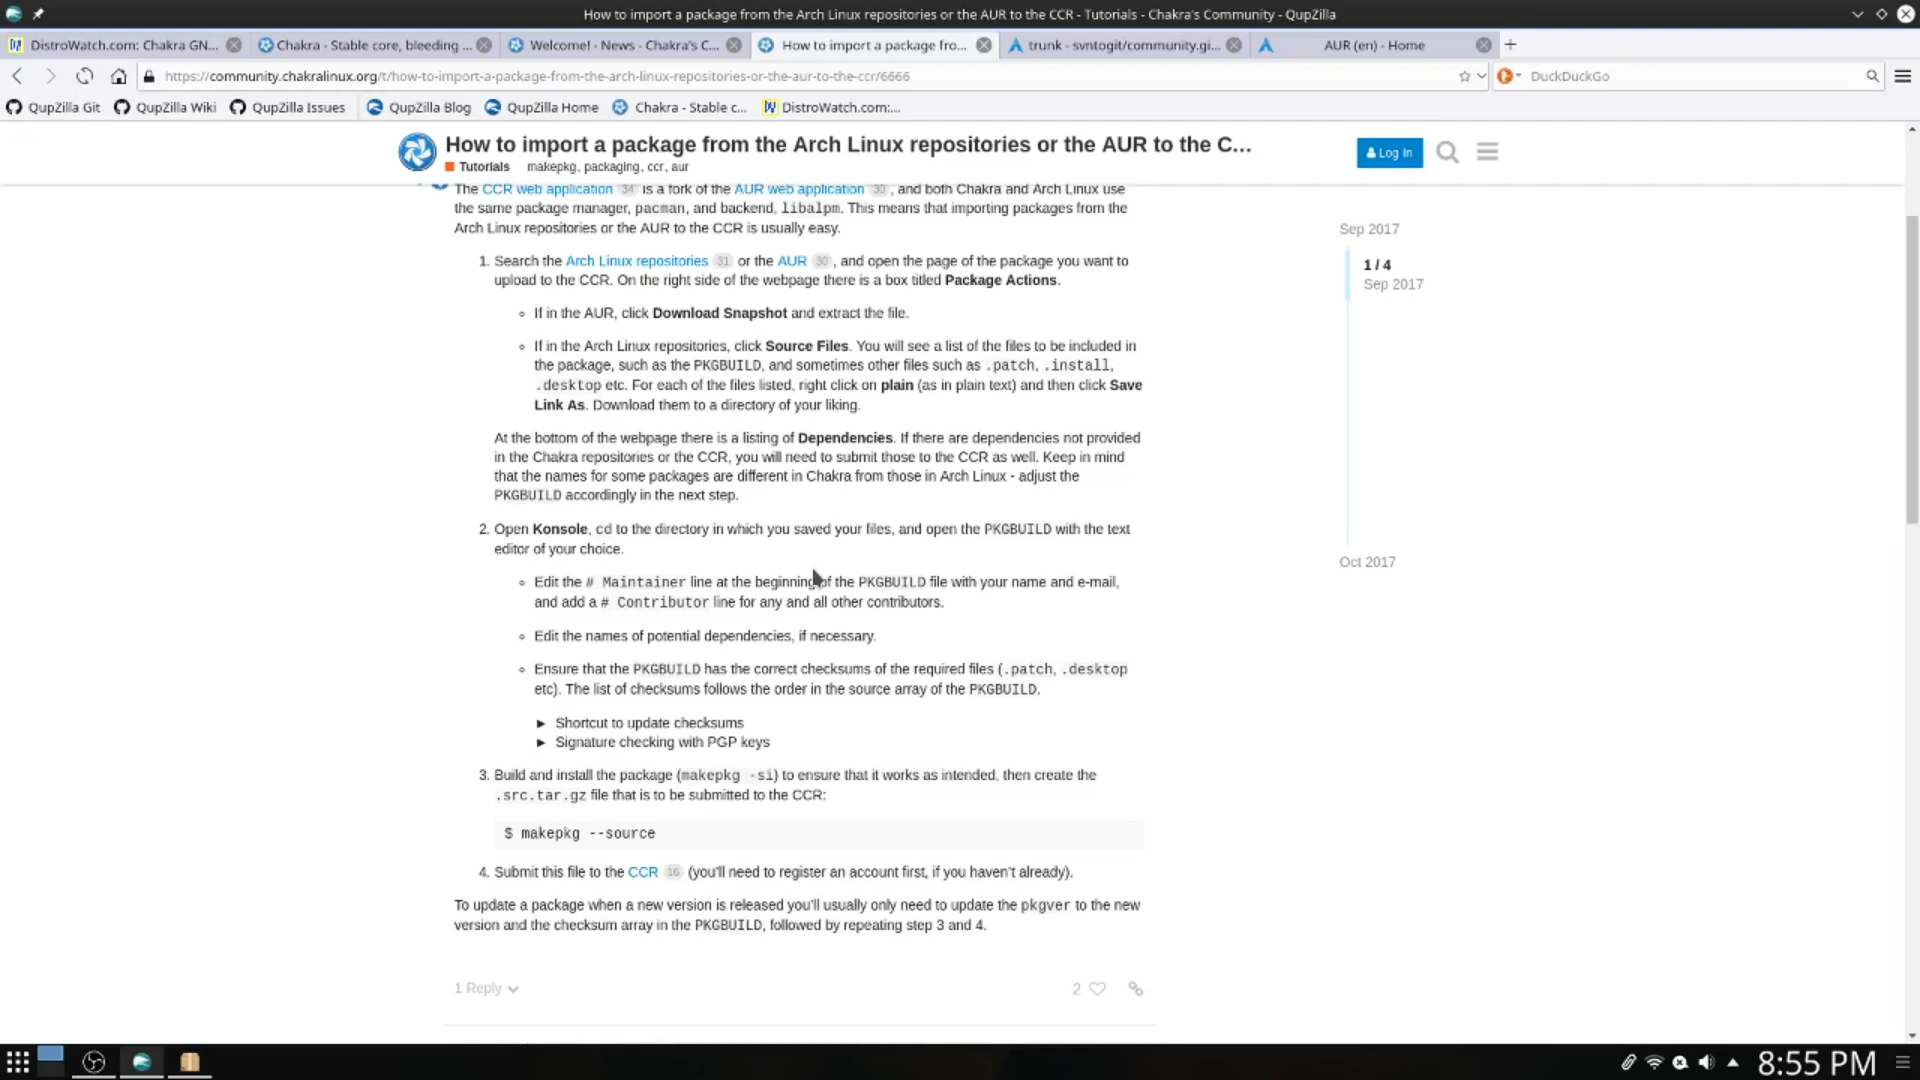 How to import a package from the Arch Linux repositories or the AUR to the CCR - Tutorials - Chakra's Community - QupZilla
DistroWatch.com: Chakra GN...
Chakra - Stable core, bleeding ...
Welcome! - News - Chakra's C...
How to import a package fro...
trunk - svntogit/community.gi...
AUR (en) - Home
https://community.chakralinux.org/t/how-to-import-a-package-from-the-arch-linux-repositories-or-the-aur-to-the-ccr/6666
DuckDuckGo
QupZilla Git
QupZilla Wiki
QupZilla Issues
QupZilla Blog
QupZilla Home
Chakra - Stable c...
DistroWatch.com:...
How to import a package from the Arch Linux repositories or the AUR to the C...
Tutorials makepkg, packaging, ccr, aur
Log In
The CCR web application 34 is a fork of the AUR web application 30 , and both Chakra and Arch Linux use
the same package manager, pacman, and backend, libalpm. This means that importing packages from the
Arch Linux repositories or the AUR to the CCR is usually easy.
1. Search the Arch Linux repositories 31 or the AUR 30 , and open the page of the package you want to
upload to the CCR. On the right side of the webpage there is a box titled Package Actions.
If in the AUR, click Download Snapshot and extract the file.
If in the Arch Linux repositories, click Source Files. You will see a list of the files to be included in
the package, such as the PKGBUILD, and sometimes other files such as .patch, .install,
.desktop etc. For each of the files listed, right click on plain (as in plain text) and then click Save
Link As. Download them to a directory of your liking.
At the bottom of the webpage there is a listing of Dependencies. If there are dependencies not provided
in the Chakra repositories or the CCR, you will need to submit those to the CCR as well. Keep in mind
that the names for some packages are different in Chakra from those in Arch Linux - adjust the
PKGBUILD accordingly in the next step.
2. Open Konsole, cd to the directory in which you saved your files, and open the PKGBUILD with the text
editor of your choice.
Edit the # Maintainer line at the beginning of the PKGBUILD file with your name and e-mail,
and add a # Contributor line for any and all other contributors.
Edit the names of potential dependencies, if necessary.
Ensure that the PKGBUILD has the correct checksums of the required files (.patch, .desktop
etc). The list of checksums follows the order in the source array of the PKGBUILD.
Shortcut to update checksums
Signature checking with PGP keys
3. Build and install the package (makepkg -si) to ensure that it works as intended, then create the
.src.tar.gz file that is to be submitted to the CCR:
$ makepkg --source
4. Submit this file to the CCR 16 (you'll need to register an account first, if you haven't already).
To update a package when a new version is released you'll usually only need to update the pkgver to the new
version and the checksum array in the PKGBUILD, followed by repeating step 3 and 4.
1 Reply
2
Sep 2017
1 / 4
Sep 2017
Oct 2017
8:55 PM